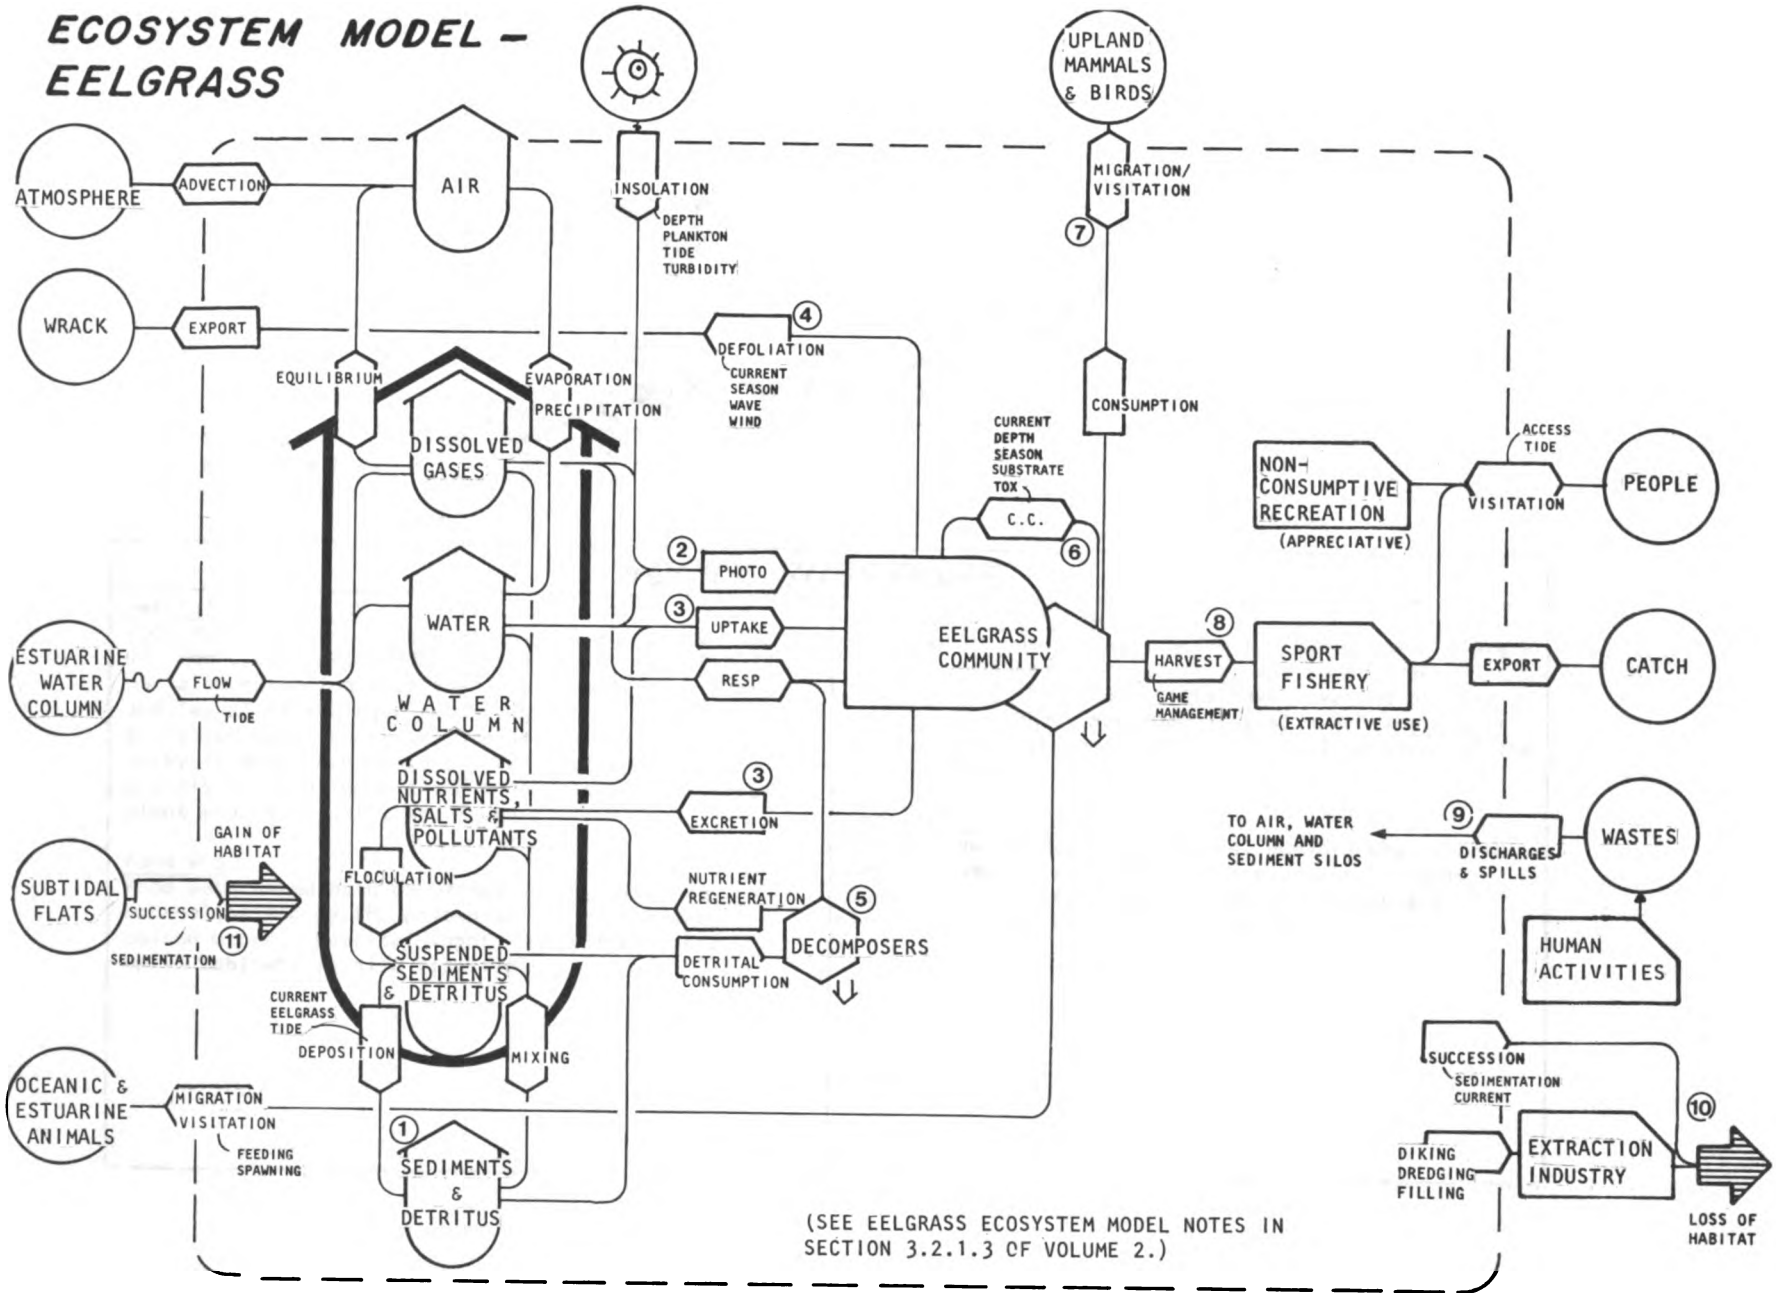 ECOSYSTEM MODEL –
EELGRASS
UPLAND
MAMMALS
& BIRDS
ATMOSPHERE
ADVECTION
AIR
INSOLATION
DEPTH
PLANKTON
TIDE
TURBIDITY
MIGRATION/
VISITATION
7
WRACK
EXPORT
4
DEFOLIATION
CURRENT
SEASON
WAVE
WIND
EQUILIBRIUM
EVAPORATION
PRECIPITATION
CONSUMPTION
DISSOLVED
GASES
CURRENT
DEPTH
SEASON
SUBSTRATE
TOX
C.C.
6
NON-
CONSUMPTIVE
RECREATION
(APPRECIATIVE)
ACCESS
TIDE
VISITATION
PEOPLE
2
PHOTO
3
UPTAKE
RESP
WATER
EELGRASS
COMMUNITY
8
HARVEST
GAME
MANAGEMENT
SPORT
FISHERY
(EXTRACTIVE USE)
EXPORT
CATCH
ESTUARINE
WATER
COLUMN
FLOW
TIDE
WATER
COLUMN
DISSOLVED
NUTRIENTS,
SALTS &
POLLUTANTS
3
EXCRETION
TO AIR, WATER
COLUMN AND
SEDIMENT SILOS
9
DISCHARGES
& SPILLS
WASTES
GAIN OF
HABITAT
SUBTIDAL
FLATS
SUCCESSION
11
SEDIMENTATION
FLOCULATION
NUTRIENT
REGENERATION
5
DECOMPOSERS
DETRITAL
CONSUMPTION
SUSPENDED
SEDIMENTS
& DETRITUS
HUMAN
ACTIVITIES
CURRENT
EELGRASS
TIDE
DEPOSITION
MIXING
OCEANIC &
ESTUARINE
ANIMALS
MIGRATION
VISITATION
FEEDING
SPAWNING
1
SEDIMENTS
&
DETRITUS
SUCCESSION
SEDIMENTATION
CURRENT
10
DIKING
DREDGING
FILLING
EXTRACTION
INDUSTRY
LOSS OF
HABITAT
(SEE EELGRASS ECOSYSTEM MODEL NOTES IN
SECTION 3.2.1.3 OF VOLUME 2.)